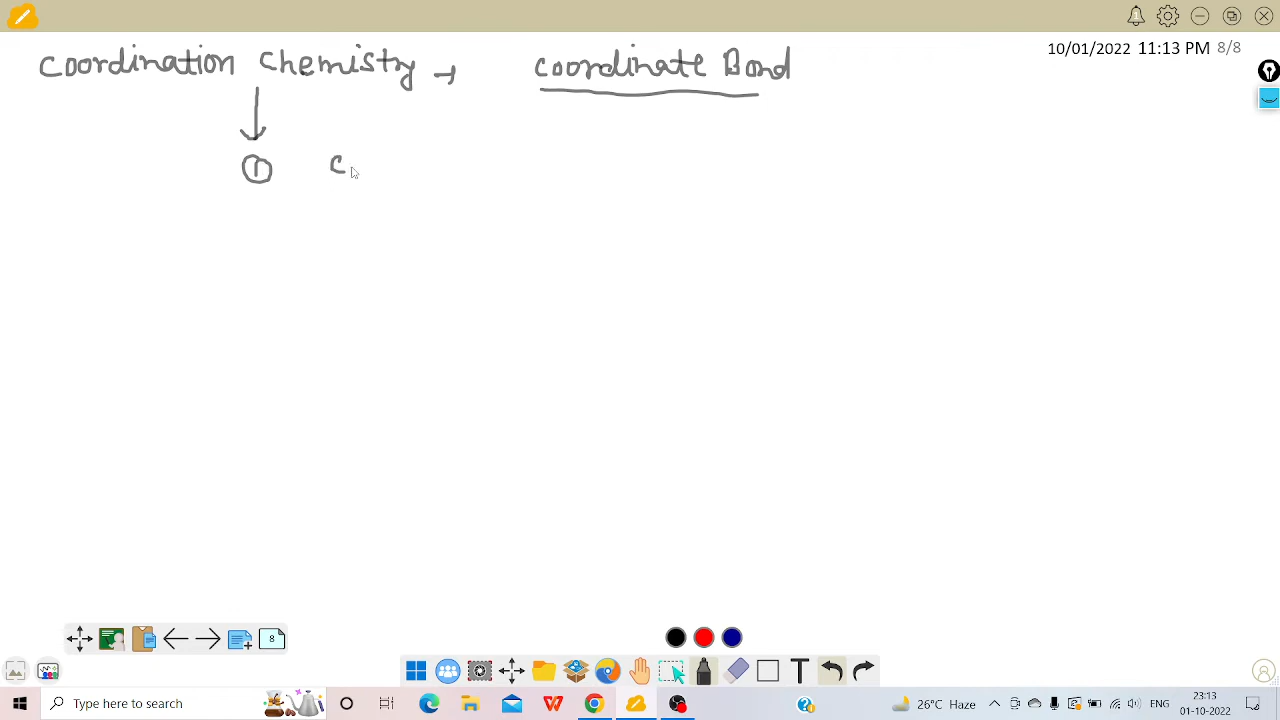 10/01/2022 11:13 PM 8/8
Coordination Chemistry → Coordinate Bond
①    C
8
Type here to search
26°C Haze
ENG
23:13
01-10-2022